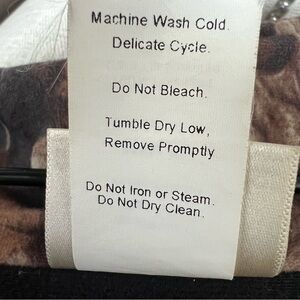 Machine Wash Cold.
Delicate Cycle.
Do Not Bleach.
Tumble Dry Low,
Remove Promptly
Do Not Iron or Steam.
Do Not Dry Clean.